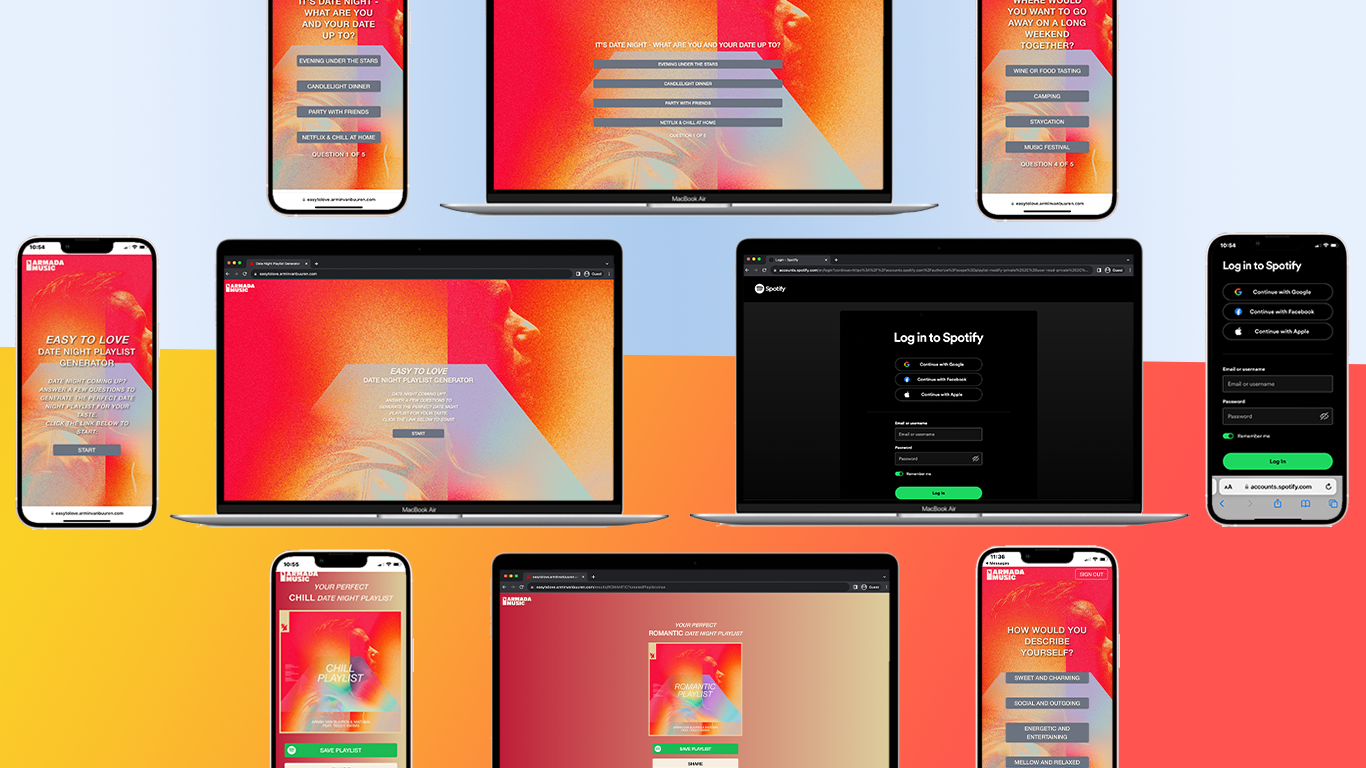 IT'S DATE NIGHT -
WHAT ARE YOU
AND YOUR DATE
UP TO?
EVENING UNDER THE STARS
CANDLELIGHT DINNER
PARTY WITH FRIENDS
NETFLIX & CHILL AT HOME
QUESTION 1 OF 5
easytolove.arminvanbuuren.com
IT'S DATE NIGHT - WHAT ARE YOU AND YOUR DATE UP TO?
EVENING UNDER THE STARS
CANDLELIGHT DINNER
PARTY WITH FRIENDS
NETFLIX & CHILL AT HOME
QUESTION 1 OF 5
MacBook Air
WHERE WOULD
YOU WANT TO GO
AWAY ON A LONG
WEEKEND
TOGETHER?
WINE OR FOOD TASTING
CAMPING
STAYCATION
MUSIC FESTIVAL
QUESTION 4 OF 5
easytolove.arminvanbuuren.com
10:54
ARMADA
MUSIC
EASY TO LOVE
DATE NIGHT PLAYLIST
GENERATOR
DATE NIGHT COMING UP?
ANSWER A FEW QUESTIONS TO
GENERATE THE PERFECT DATE
NIGHT PLAYLIST FOR YOUR
TASTE.
CLICK THE LINK BELOW TO
START:
START
easytolove.arminvanbuuren.com
Date Night Playlist Generator
easytolove.arminvanbuuren.com
Guest
ARMADA
MUSIC
EASY TO LOVE
DATE NIGHT PLAYLIST GENERATOR
DATE NIGHT COMING UP?
ANSWER A FEW QUESTIONS TO
GENERATE THE PERFECT DATE NIGHT
PLAYLIST FOR YOUR TASTE.
CLICK THE LINK BELOW TO START:
START
MacBook Air
Login - Spotify
Guest
Spotify
Log in to Spotify
Continue with Google
Continue with Facebook
Continue with Apple
Email or username
Email or username
Password
Password
Remember me
Log In
MacBook Air
10:54
Log in to Spotify
Continue with Google
Continue with Facebook
Continue with Apple
Email or username
Email or username
Password
Password
Remember me
Log In
AA accounts.spotify.com
10:55
ARMADA
MUSIC
YOUR PERFECT
CHILL DATE NIGHT PLAYLIST
CHILL
PLAYLIST
SAVE PLAYLIST
Guest
ARMADA
MUSIC
YOUR PERFECT
ROMANTIC DATE NIGHT PLAYLIST
ROMANTIC
PLAYLIST
SAVE PLAYLIST
SHARE
11:36
Messages
ARMADA
MUSIC
SIGN OUT
HOW WOULD YOU
DESCRIBE
YOURSELF?
SWEET AND CHARMING
SOCIAL AND OUTGOING
ENERGETIC AND
ENTERTAINING
MELLOW AND RELAXED